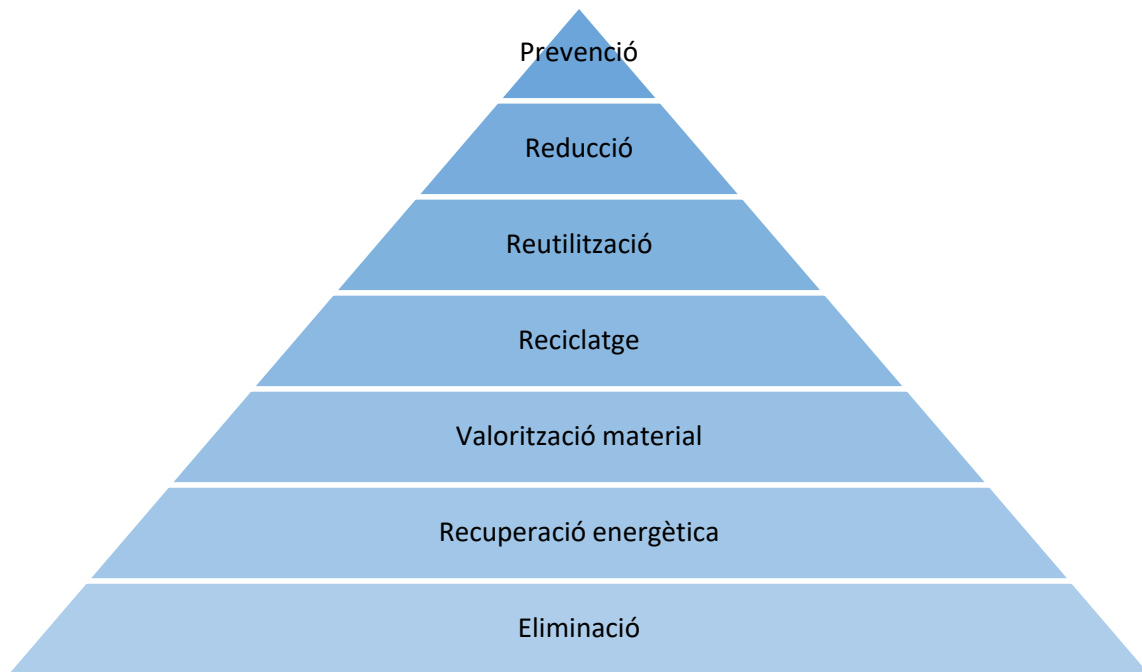 Prevenció
Reducció
Reutilització
Reciclatge
Valorització material
Recuperació energètica
Eliminació